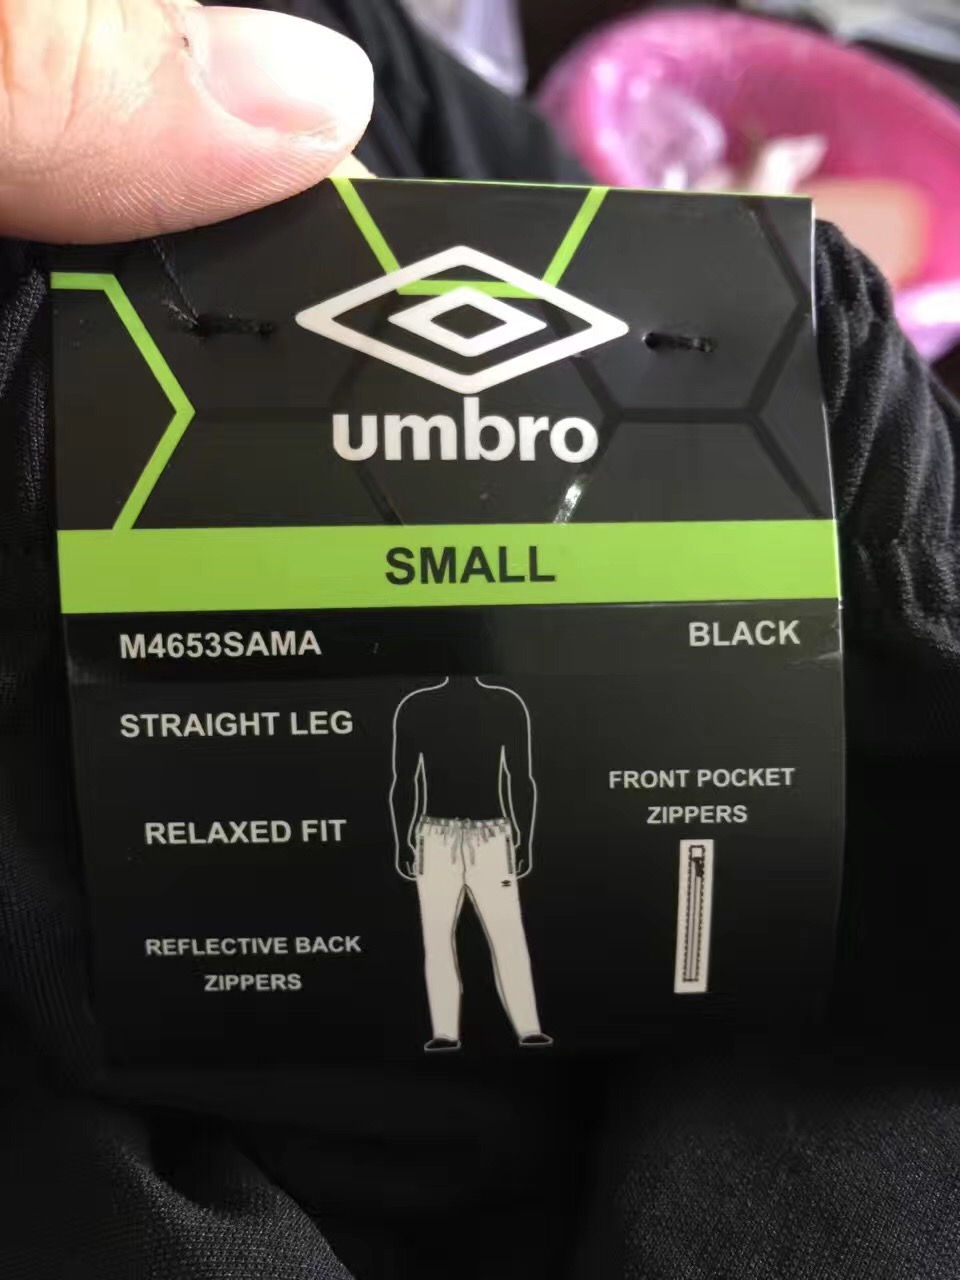 umbro
SMALL
M4653SAMA
BLACK
STRAIGHT LEG
FRONT POCKET
ZIPPERS
RELAXED FIT
REFLECTIVE BACK
ZIPPERS